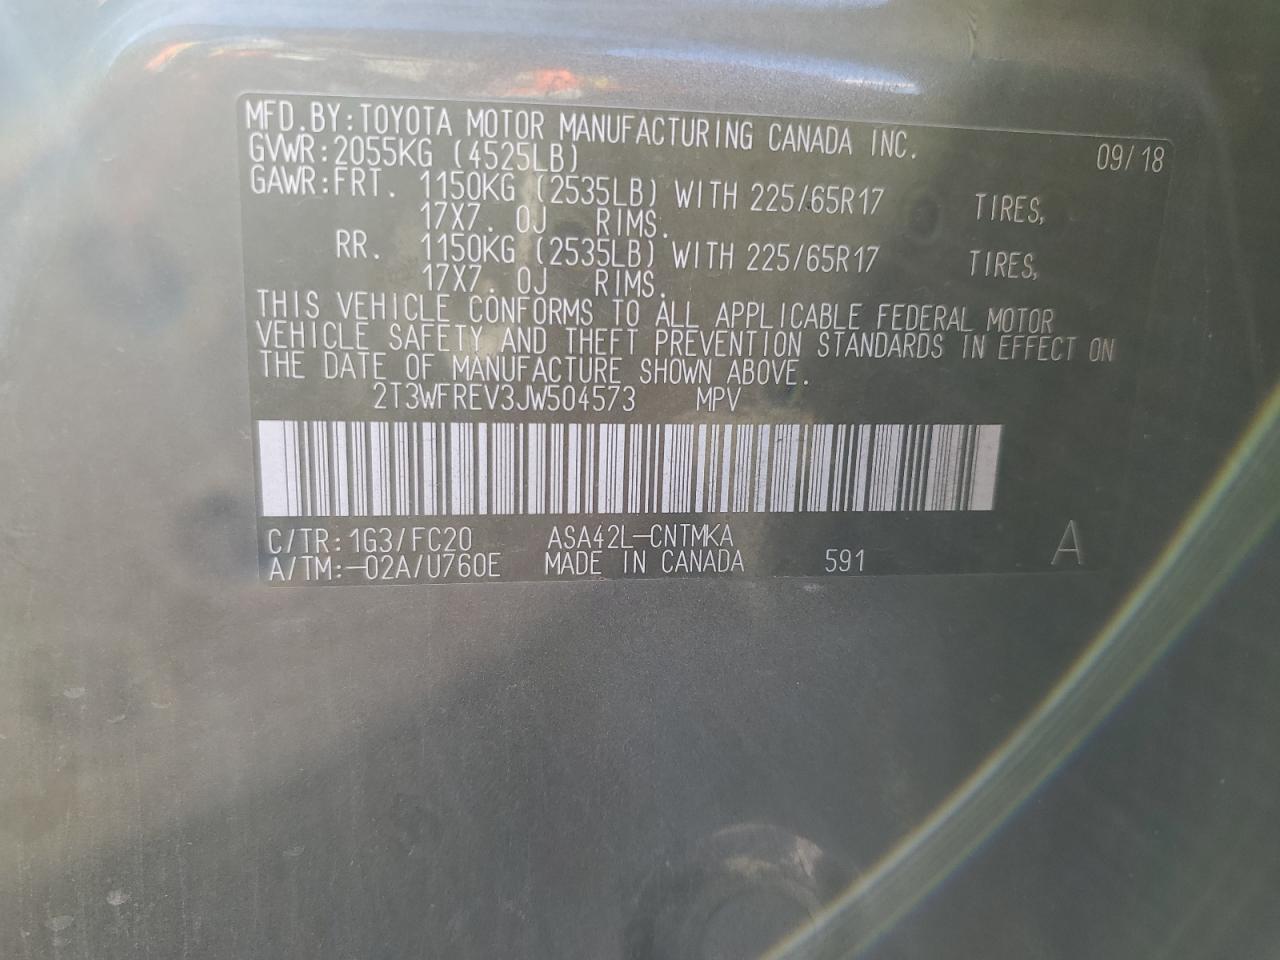 MFD.BY:TOYOTA MOTOR MANUFACTURING CANADA INC.
GVWR:2055KG (4525LB) 09/18
GAWR:FRT. 1150KG (2535LB) WITH 225/65R17 TIRES,
17X7. 0J RIMS.
RR. 1150KG (2535LB) WITH 225/65R17 TIRES,
17X7. 0J RIMS.
THIS VEHICLE CONFORMS TO ALL APPLICABLE FEDERAL MOTOR
VEHICLE SAFETY AND THEFT PREVENTION STANDARDS IN EFFECT ON
THE DATE OF MANUFACTURE SHOWN ABOVE.
2T3WFREV3JW504573 MPV
C/TR:1G3/FC20 ASA42L-CNTMKA
A/TM:-02A/U760E MADE IN CANADA 591 A